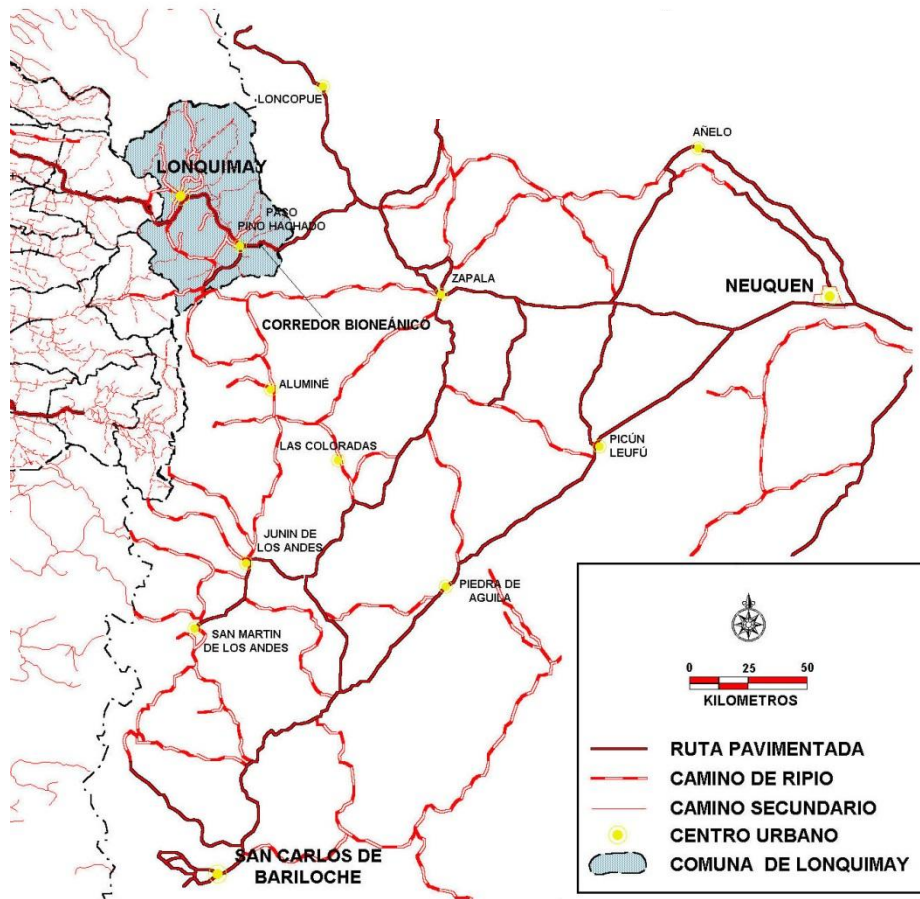 LONCOPUE
AÑELO
LONQUIMAY
PASO
PINO HACHADO
ZAPALA
NEUQUEN
CORREDOR BIONEÁNICO
ALUMINÉ
LAS COLORADAS
PICÚN
LEUFÚ
JUNIN DE
LOS ANDES
PIEDRA DE
AGUILA
SAN MARTIN
DE LOS ANDES
SAN CARLOS DE
BARILOCHE
0 25 50
KILOMETROS
RUTA PAVIMENTADA
CAMINO DE RIPIO
CAMINO SECUNDARIO
CENTRO URBANO
COMUNA DE LONQUIMAY